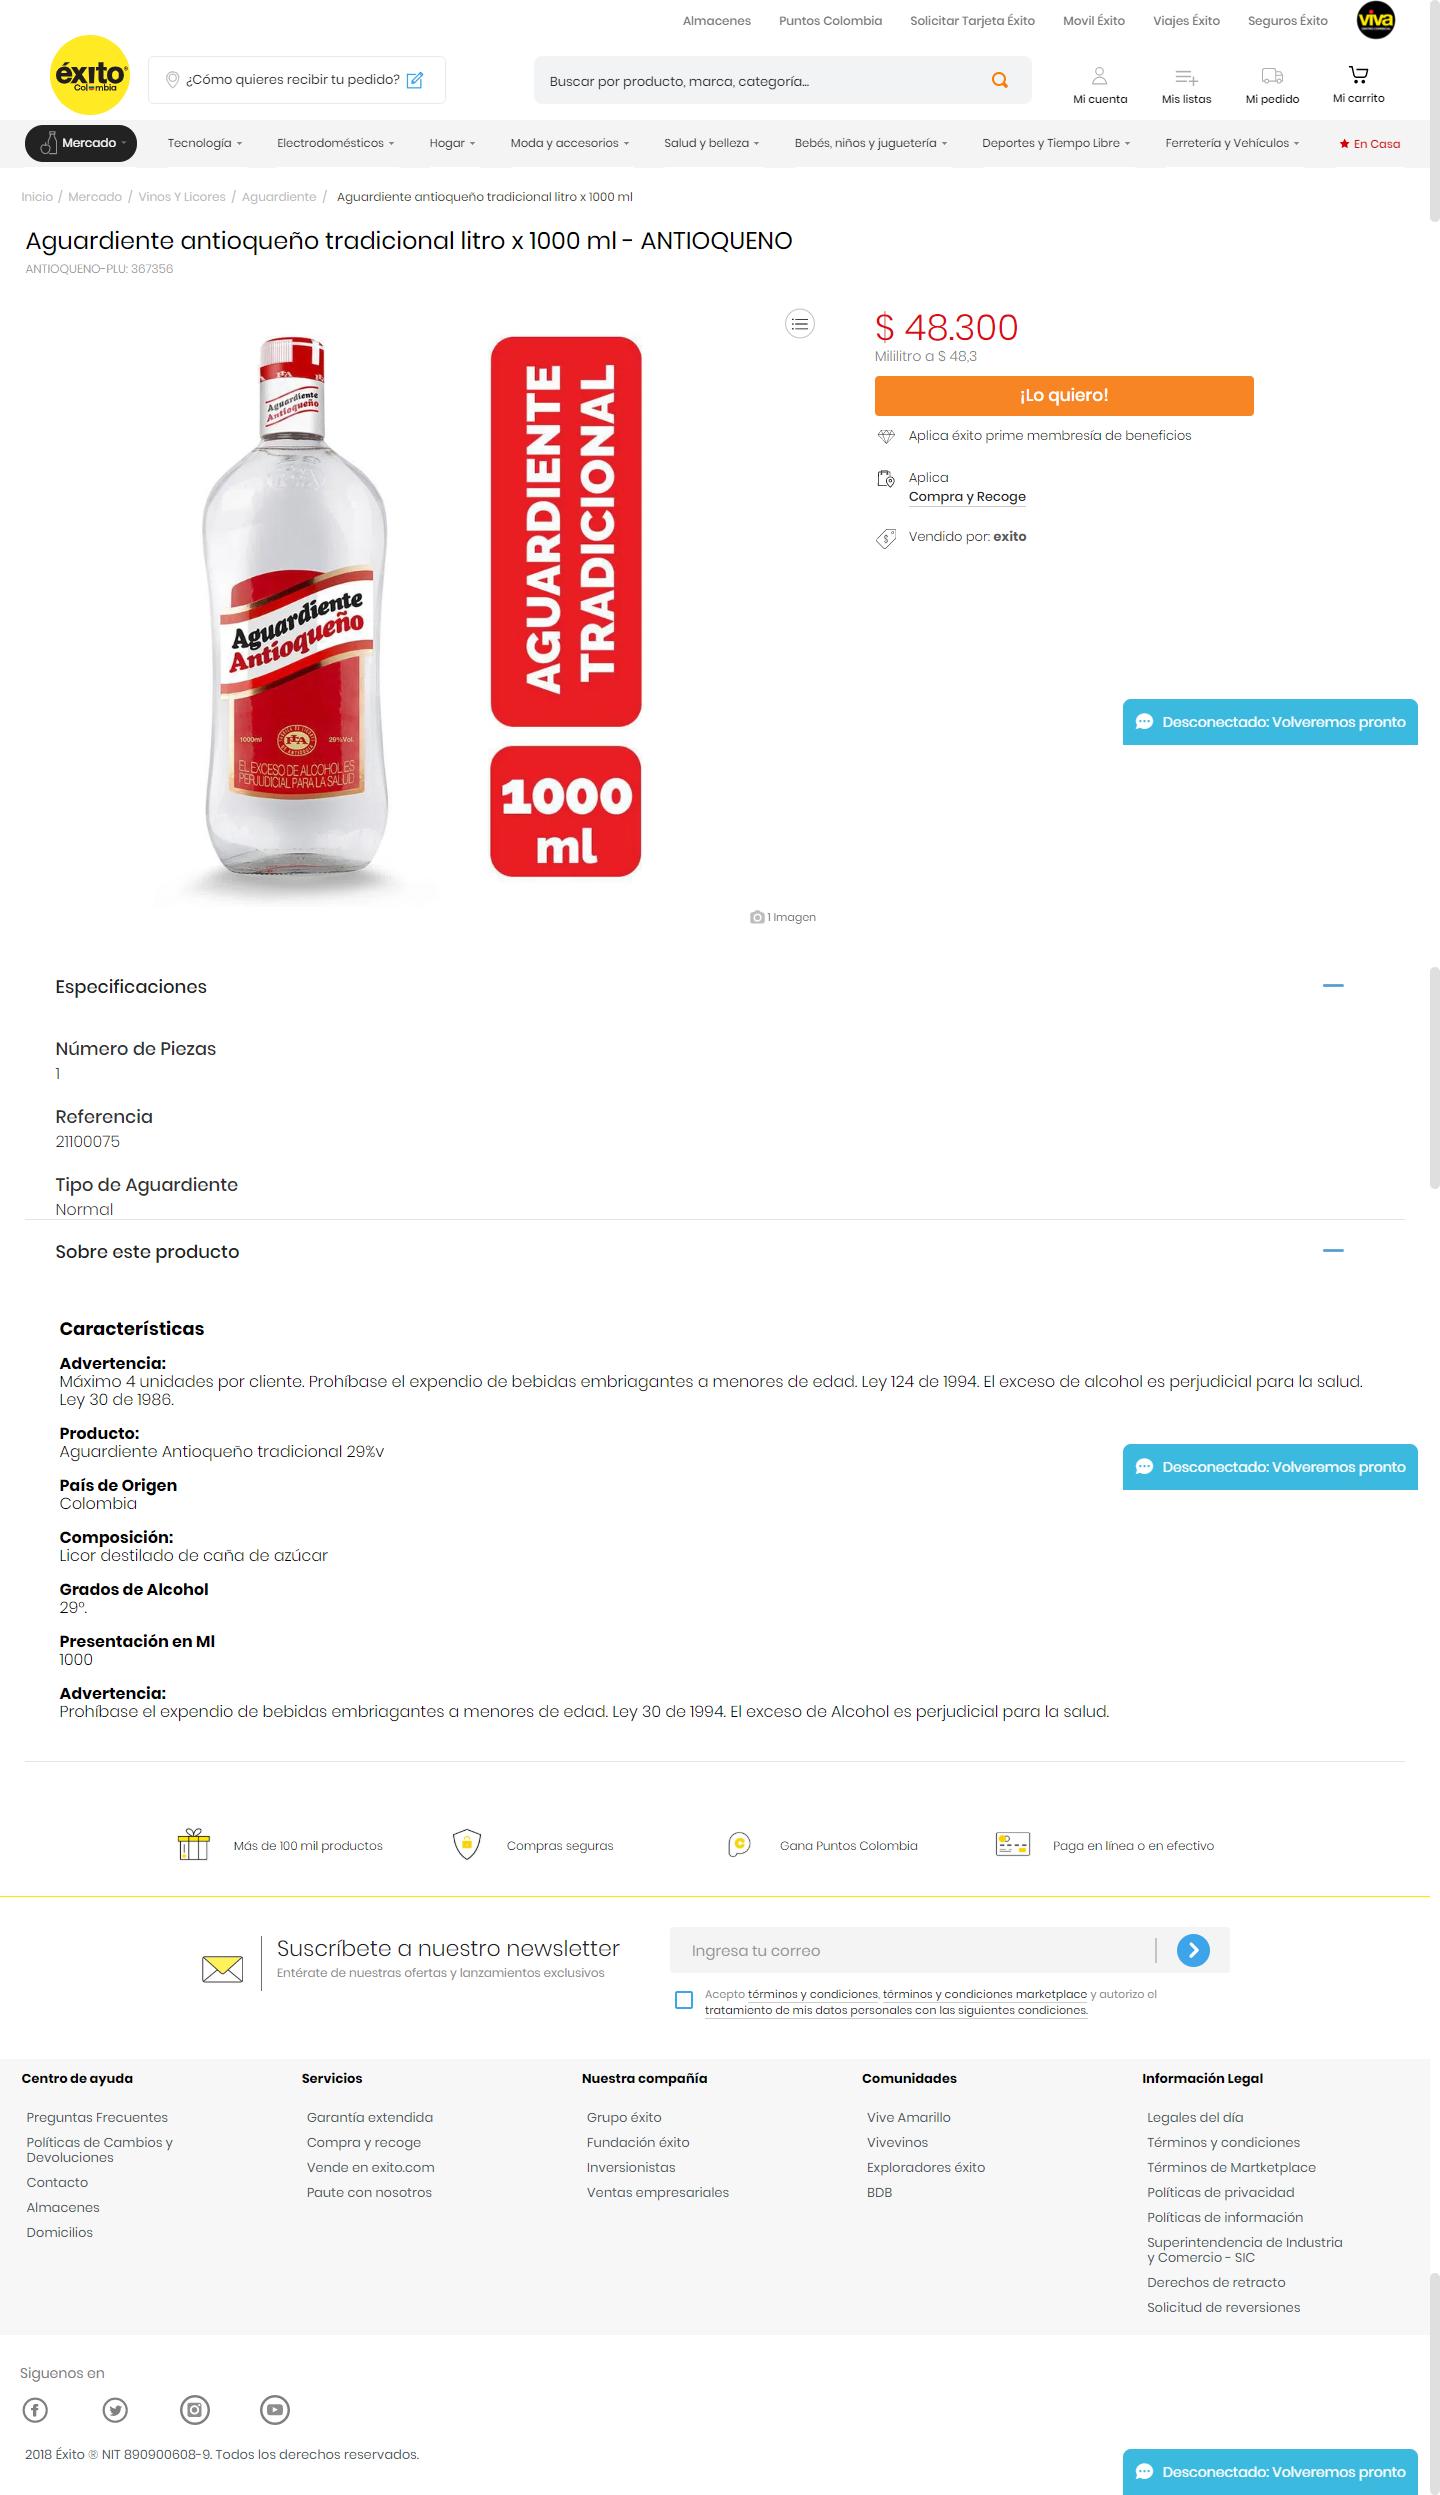 Almacenes Puntos Colombia Solicitar Tarjeta Éxito Movil Éxito Viajes Éxito Seguros Éxito viva
éxito
Colombia
¿Cómo quieres recibir tu pedido?
Buscar por producto, marca, categoría...
Mi cuenta Mis listas Mi pedido Mi carrito
Mercado Tecnología Electrodomésticos Hogar Moda y accesorios Salud y belleza Bebés, niños y juguetería Deportes y Tiempo Libre Ferretería y Vehículos En Casa
Inicio / Mercado / Vinos Y Licores / Aguardiente / Aguardiente antioqueño tradicional litro x 1000 ml
Aguardiente antioqueño tradicional litro x 1000 ml - ANTIOQUENO
ANTIOQUENO-PLU: 367356
Aguardiente
Antioqueño
Aguardiente
Antioqueño
1000ml
29%Vol.
EL EXCESO DE ALCOHOL ES
PERJUDICIAL PARA LA SALUD
AGUARDIENTE
TRADICIONAL
1000
ml
1 Imagen
$ 48.300
Mililitro a $ 48,3
¡Lo quiero!
Aplica éxito prime membresía de beneficios
Aplica
Compra y Recoge
Vendido por: exito
Desconectado: Volveremos pronto
Especificaciones
Número de Piezas
1
Referencia
21100075
Tipo de Aguardiente
Normal
Sobre este producto
Características
Advertencia:
Máximo 4 unidades por cliente. Prohíbase el expendio de bebidas embriagantes a menores de edad. Ley 124 de 1994. El exceso de alcohol es perjudicial para la salud.
Ley 30 de 1986.
Producto:
Aguardiente Antioqueño tradicional 29%v
Desconectado: Volveremos pronto
País de Origen
Colombia
Composición:
Licor destilado de caña de azúcar
Grados de Alcohol
29°.
Presentación en Ml
1000
Advertencia:
Prohíbase el expendio de bebidas embriagantes a menores de edad. Ley 30 de 1994. El exceso de Alcohol es perjudicial para la salud.
Más de 100 mil productos Compras seguras Gana Puntos Colombia Paga en línea o en efectivo
Suscríbete a nuestro newsletter
Entérate de nuestras ofertas y lanzamientos exclusivos
Ingresa tu correo
Acepto términos y condiciones, términos y condiciones marketplace y autorizo el
tratamiento de mis datos personales con las siguientes condiciones.
Centro de ayuda
Preguntas Frecuentes
Políticas de Cambios y
Devoluciones
Contacto
Almacenes
Domicilios
Servicios
Garantía extendida
Compra y recoge
Vende en exito.com
Paute con nosotros
Nuestra compañía
Grupo éxito
Fundación éxito
Inversionistas
Ventas empresariales
Comunidades
Vive Amarillo
Vivevinos
Exploradores éxito
BDB
Información Legal
Legales del día
Términos y condiciones
Términos de Martketplace
Políticas de privacidad
Políticas de información
Superintendencia de Industria
y Comercio - SIC
Derechos de retracto
Solicitud de reversiones
Siguenos en
2018 Éxito ® NIT 890900608-9. Todos los derechos reservados.
Desconectado: Volveremos pronto